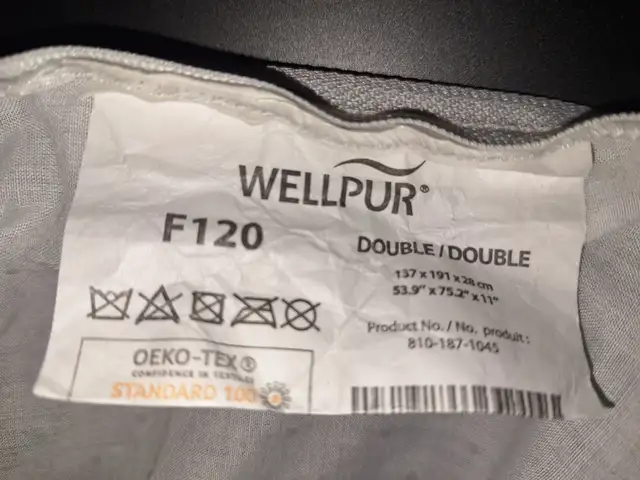 WELLPUR®
F120
DOUBLE / DOUBLE
137 x 191 x 28 cm
53.9" x 75.2" x 11"
Product No. / No. produit :
810-187-1045
OEKO-TEX®
CONFIDENCE IN TEXTILES
STANDARD 100